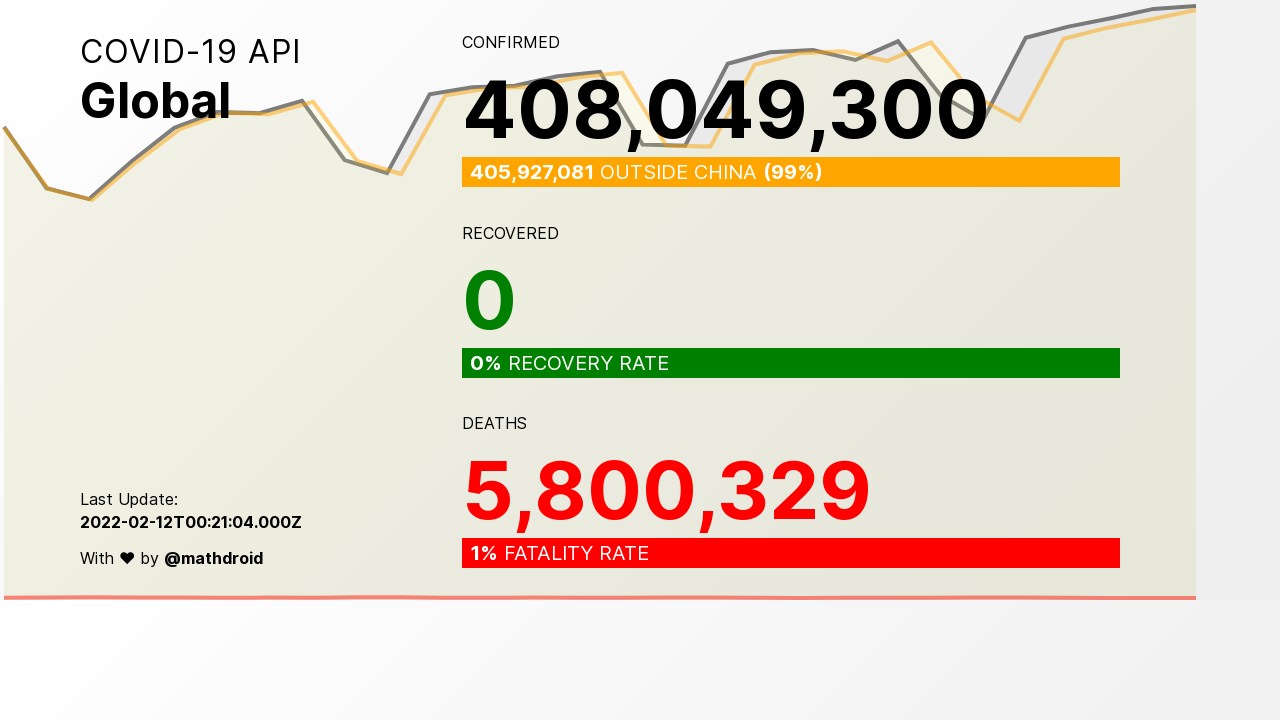 COVID-19 API
Global
CONFIRMED
408,049,300
405,927,081 OUTSIDE CHINA (99%)
RECOVERED
0
0% RECOVERY RATE
DEATHS
5,800,329
1% FATALITY RATE
Last Update:
2022-02-12T00:21:04.000Z
With ♥ by @mathdroid